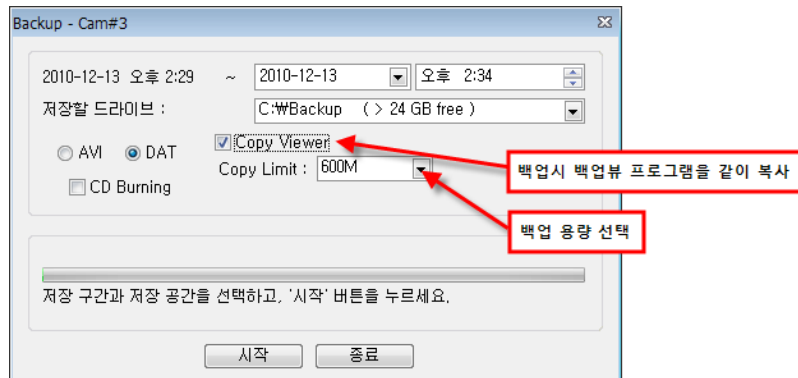 Backup - Cam#3
2010-12-13 오후 2:29 ~ 2010-12-13 오후 2:34
저장할 드라이브 : C:₩Backup ( > 24 GB free )
AVI DAT Copy Viewer
Copy Limit : 600M
CD Burning
백업시 백업뷰 프로그램을 같이 복사
백업 용량 선택
저장 구간과 저장 공간을 선택하고, '시작' 버튼을 누르세요.
시작 종료